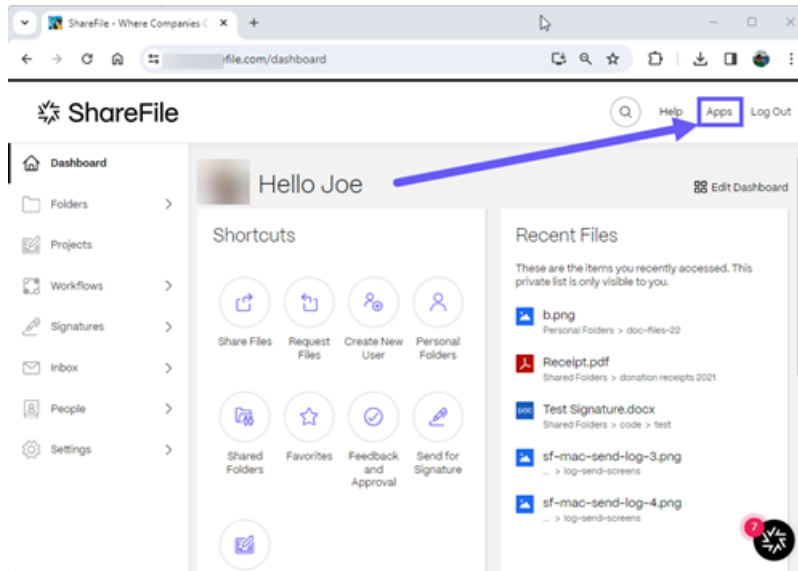 ShareFile - Where Companies C
file.com/dashboard
ShareFile
Help
Apps
Log Out
Dashboard
Folders
Projects
Workflows
Signatures
Inbox
People
Settings
Hello Joe
Edit Dashboard
Shortcuts
Share Files
Request
Files
Create New
User
Personal
Folders
Shared
Folders
Favorites
Feedback
and
Approval
Send for
Signature
Recent Files
These are the items you recently accessed. This
private list is only visible to you.
b.png
Personal Folders > doc-files-22
Receipt.pdf
Shared Folders > donation receipts 2021
DOC
Test Signature.docx
Shared Folders > code > test
sf-mac-send-log-3.png
... > log-send-screens
sf-mac-send-log-4.png
... > log-send-screens
7